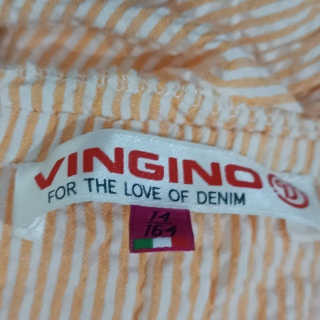 VINGINO
FOR THE LOVE OF DENIM
14
164